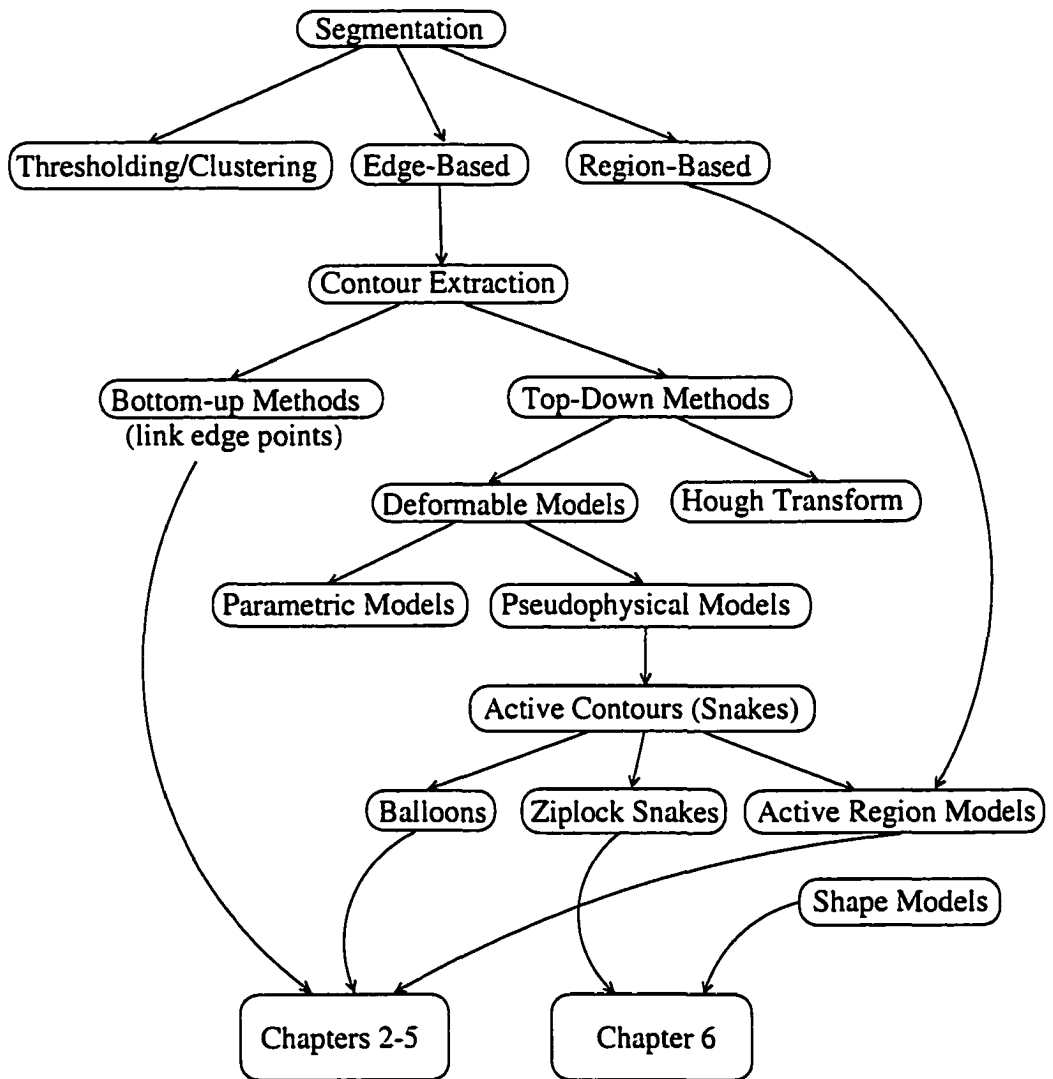 Segmentation
Thresholding/Clustering
Edge-Based
Region-Based
Contour Extraction
Bottom-up Methods
(link edge points)
Top-Down Methods
Deformable Models
Hough Transform
Parametric Models
Pseudophysical Models
Active Contours (Snakes)
Balloons
Ziplock Snakes
Active Region Models
Shape Models
Chapters 2-5
Chapter 6